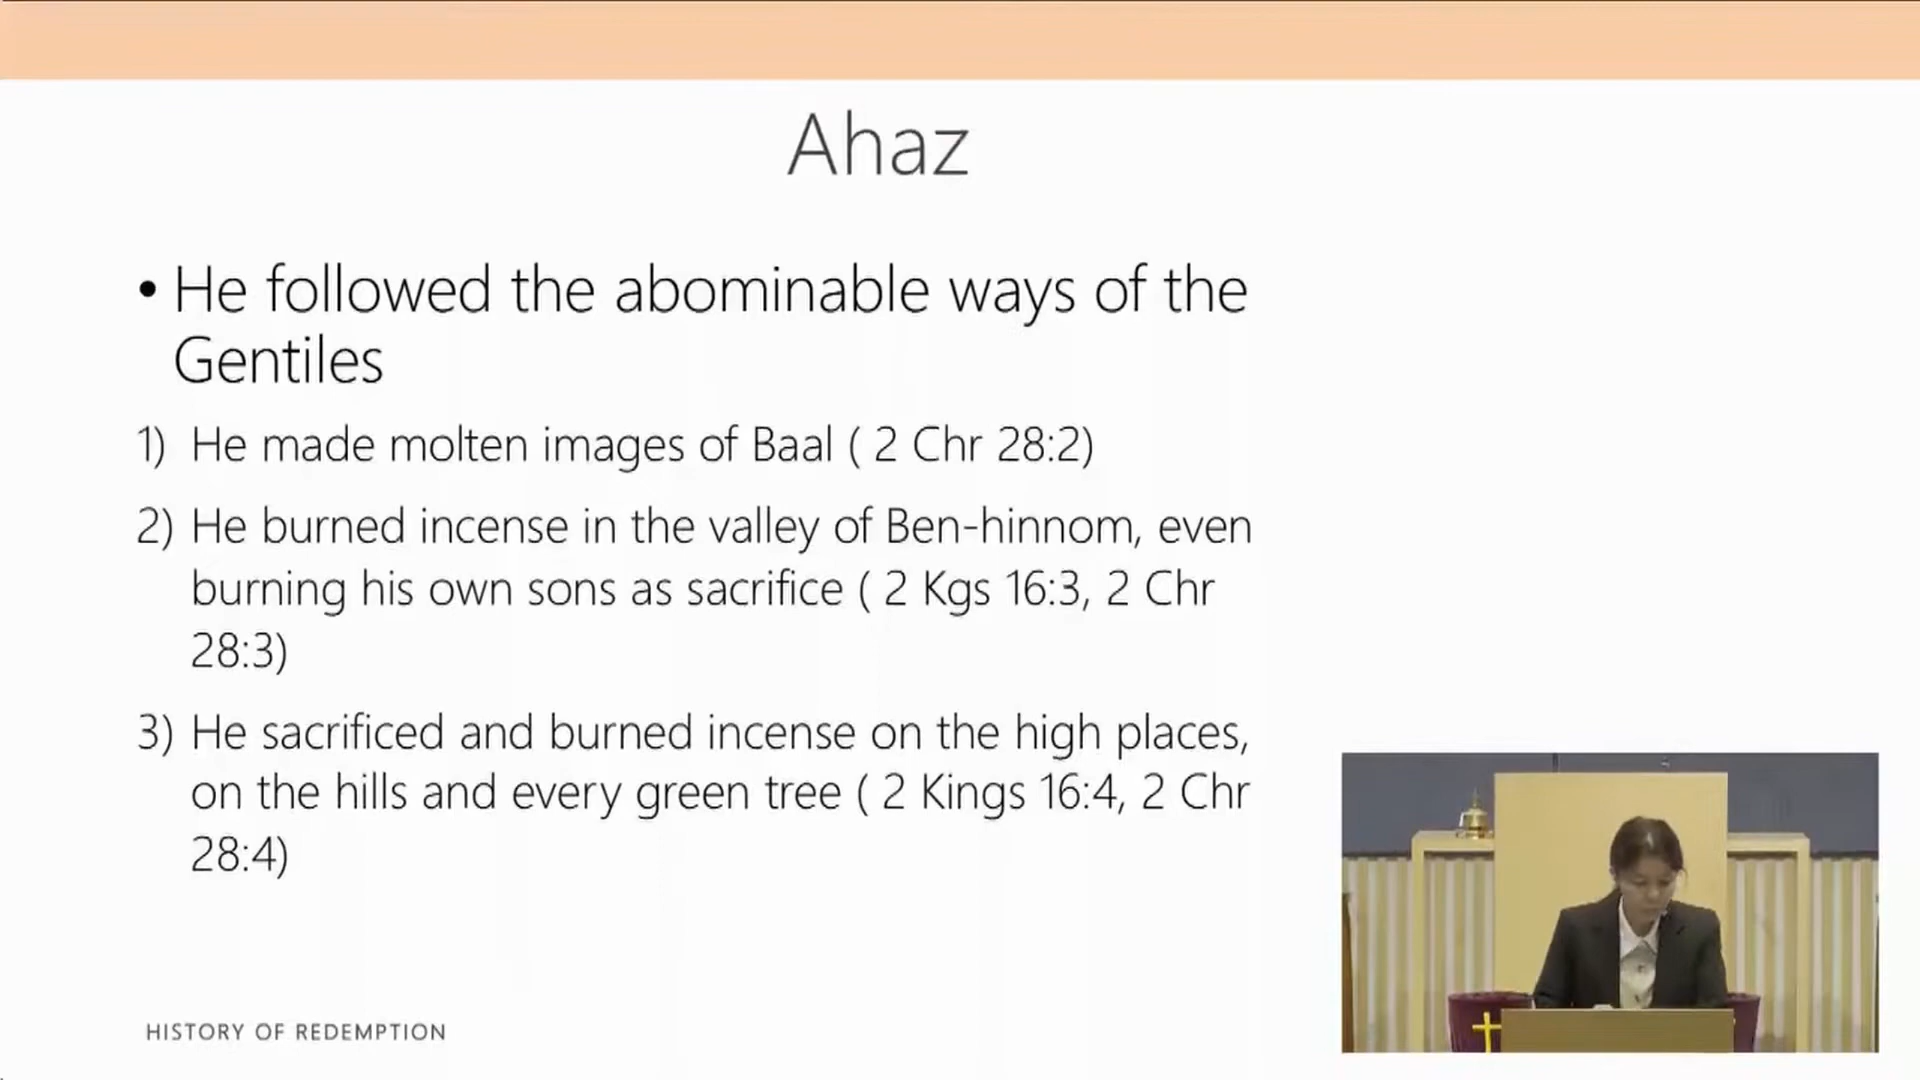 Ahaz
• He followed the abominable ways of the
Gentiles
1) He made molten images of Baal ( 2 Chr 28:2)
2) He burned incense in the valley of Ben-hinnom, even
burning his own sons as sacrifice ( 2 Kgs 16:3, 2 Chr
28:3)
3) He sacrificed and burned incense on the high places,
on the hills and every green tree ( 2 Kings 16:4, 2 Chr
28:4)
HISTORY OF REDEMPTION